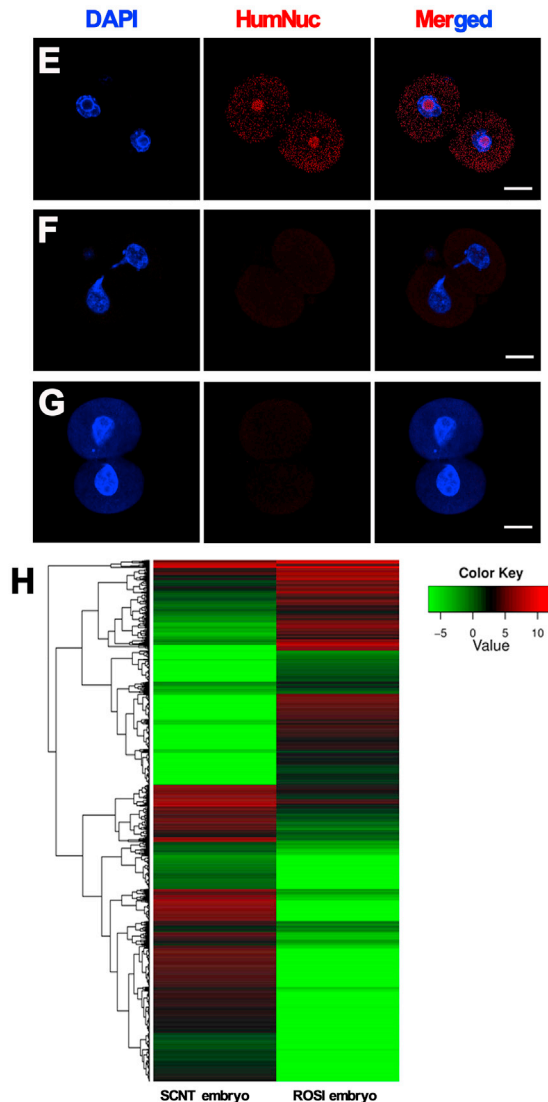 DAPI HumNuc Merged
E
F
G
H
Color Key
-5 0 5 10
Value
SCNT embryo ROSI embryo